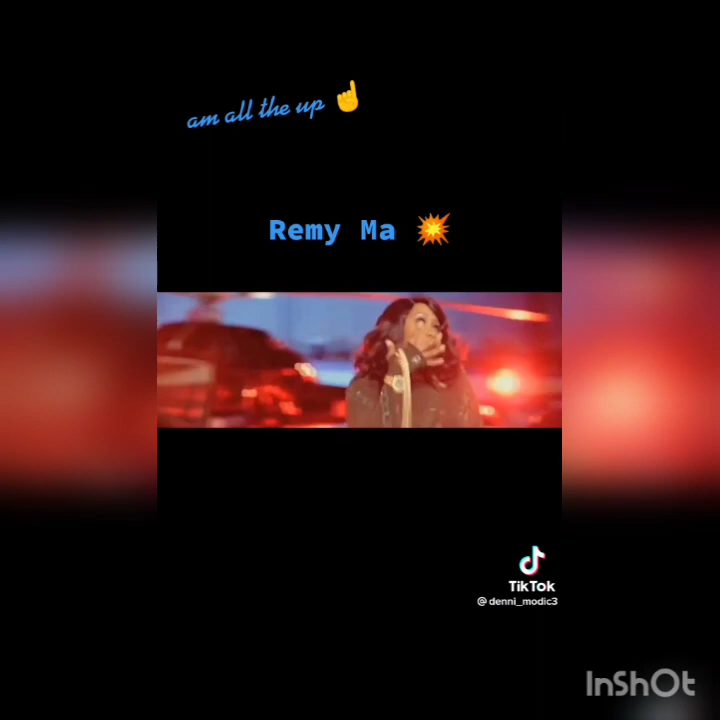 am all the up ☝️
Remy Ma 💥
TikTok
@denni_modic3
InShOt